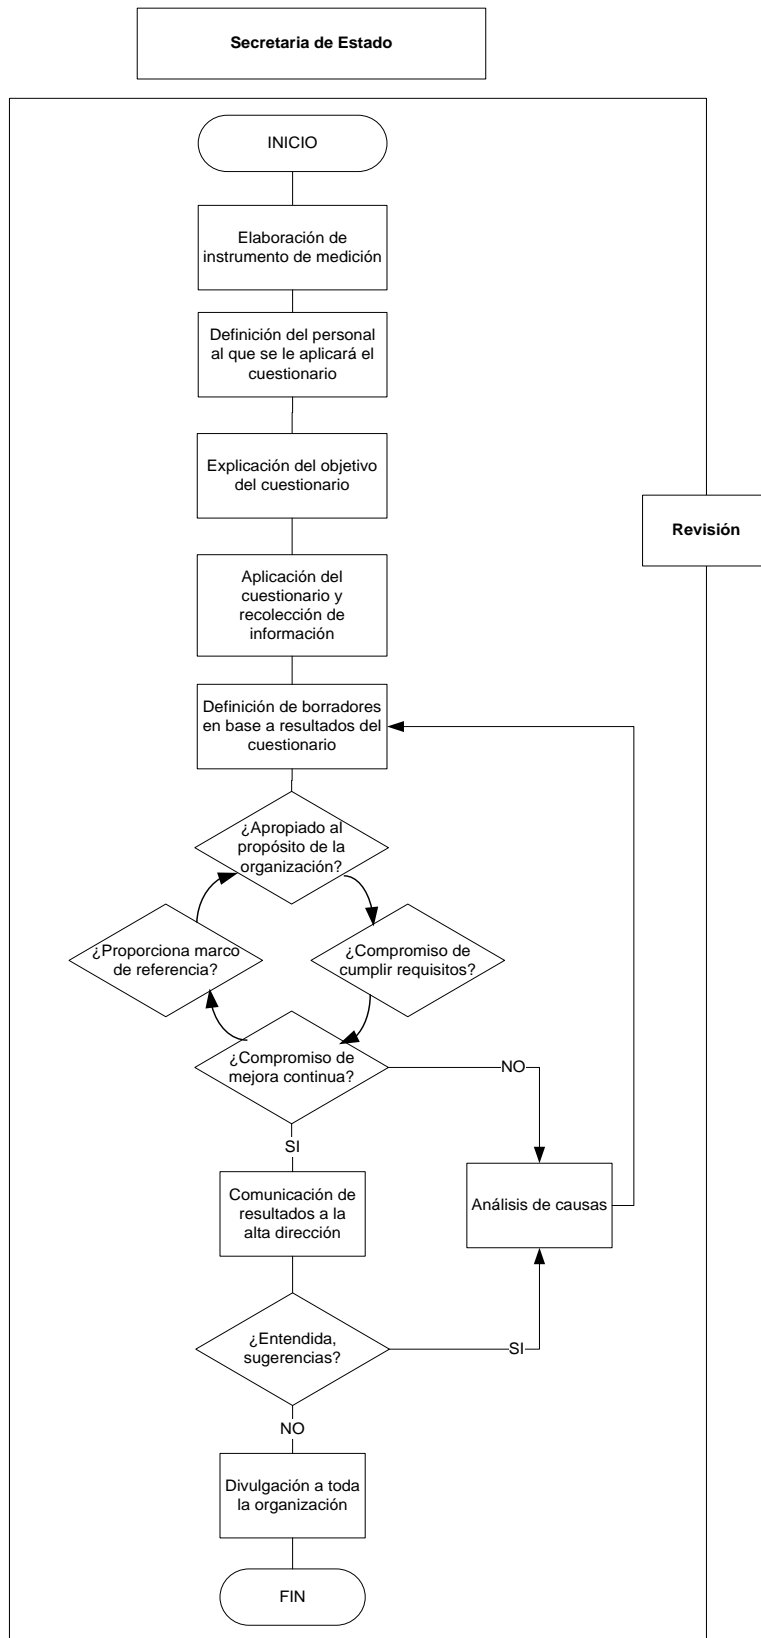 Secretaria de Estado
INICIO
Elaboración de
instrumento de medición
Definición del personal
al que se le aplicará el
cuestionario
Explicación del objetivo
del cuestionario
Revisión
Aplicación del
cuestionario y
recolección de
información
Definición de borradores
en base a resultados del
cuestionario
¿Apropiado al
propósito de la
organización?
¿Proporciona marco
de referencia?
¿Compromiso de
cumplir requisitos?
¿Compromiso de
mejora continua?
NO
SI
Comunicación de
resultados a la
alta dirección
Análisis de causas
¿Entendida,
sugerencias?
SI
NO
Divulgación a toda
la organización
FIN